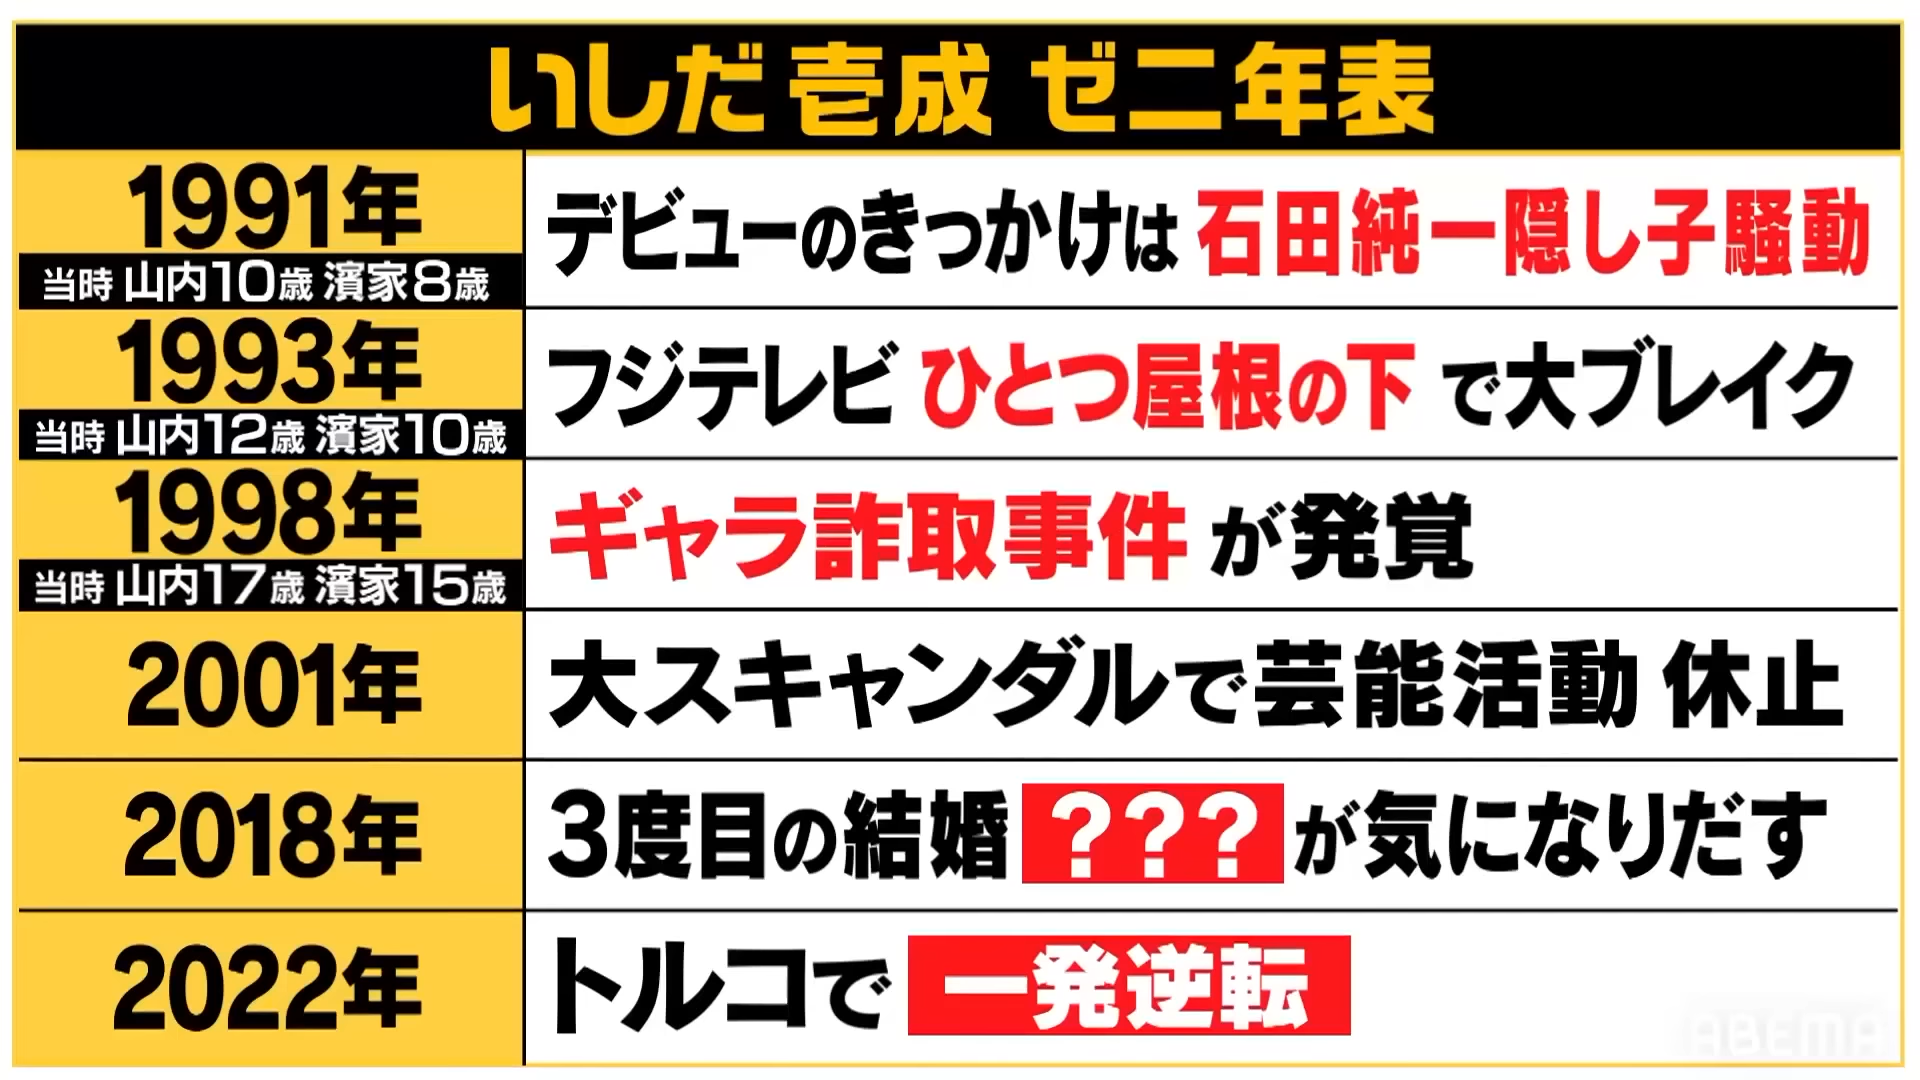 いしだ壱成 ゼニ年表
1991年
当時 山内10歳 濱家8歳
デビューのきっかけは 石田純一隠し子騒動
1993年
当時 山内12歳 濱家10歳
フジテレビ ひとつ屋根の下 で大ブレイク
1998年
当時 山内17歳 濱家15歳
ギャラ詐取事件 が発覚
2001年
大スキャンダルで芸能活動 休止
2018年
3度目の結婚 ??? が気になりだす
2022年
トルコで 一発逆転
ABEMA